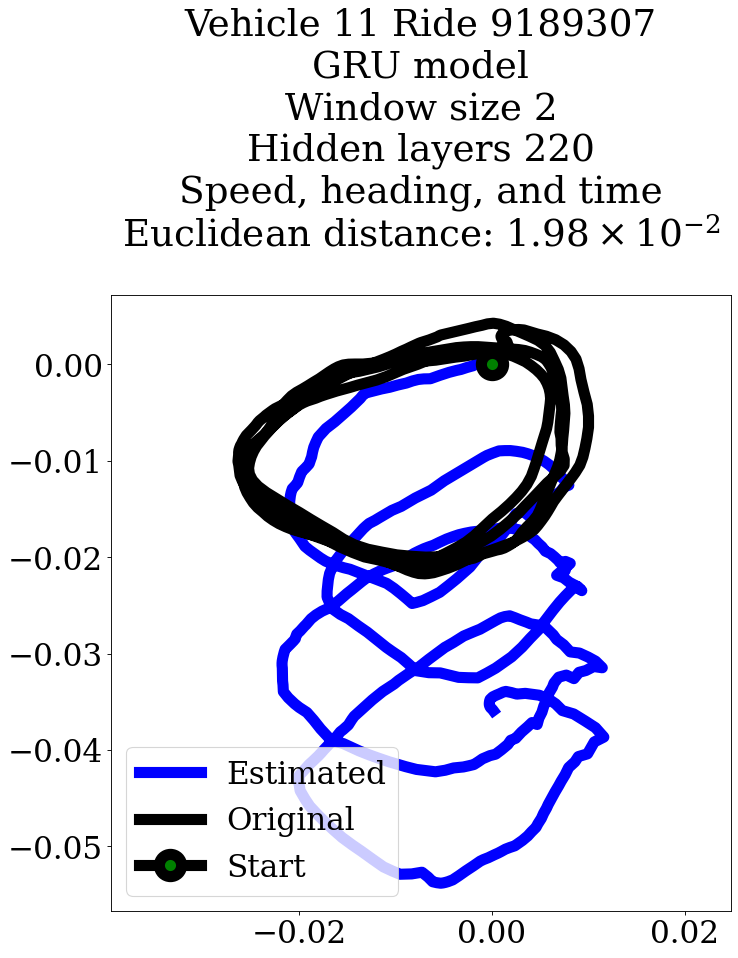 Vehicle 11 Ride 9189307
GRU model
Window size 2
Hidden layers 220
Speed, heading, and time
Euclidean distance: 1.98 × 10⁻²
0.00
−0.01
−0.02
−0.03
−0.04
−0.05
Estimated
Original
Start
−0.02
0.00
0.02